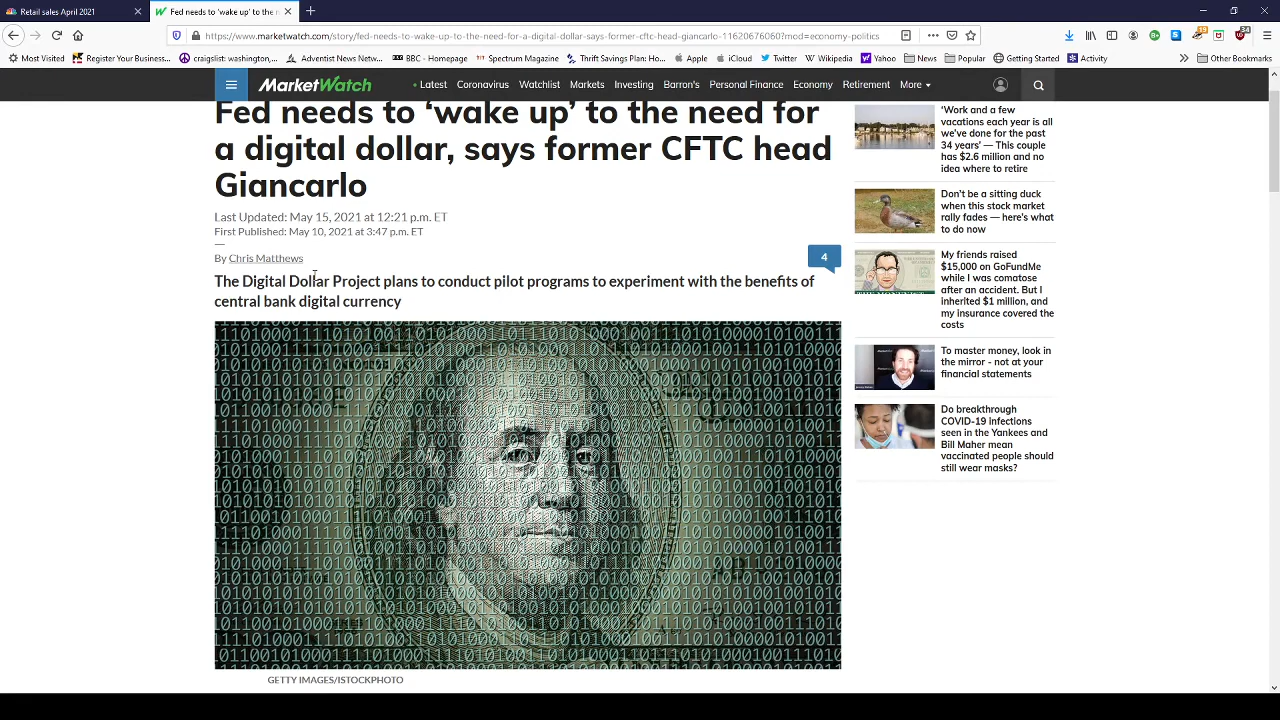 Retail sales April 2021
Fed needs to 'wake up' to the n
https://www.marketwatch.com/story/fed-needs-to-wake-up-to-the-need-for-a-digital-dollar-says-former-cftc-head-giancarlo-11620676060?mod=economy-politics
Most Visited
Register Your Business...
craigslist: washingto...
Adventist News Netw...
BBC - Homepage
Spectrum Magazine
Thrift Savings Plan: Ho...
Apple
iCloud
Twitter
Wikipedia
Yahoo
News
Popular
Getting Started
Activity
Other Bookmarks
MarketWatch
Latest
Coronavirus
Watchlist
Markets
Investing
Barron's
Personal Finance
Economy
Retirement
More
Fed needs to ‘wake up’ to the need for
a digital dollar, says former CFTC head
Giancarlo
Last Updated: May 15, 2021 at 12:21 p.m. ET
First Published: May 10, 2021 at 3:47 p.m. ET
By Chris Matthews
4
The Digital Dollar Project plans to conduct pilot programs to experiment with the benefits of
central bank digital currency
GETTY IMAGES/ISTOCKPHOTO
‘Work and a few
vacations each year is all
we’ve done for the past
34 years’ — This couple
has $2.6 million and no
idea where to retire
Don’t be a sitting duck
when this stock market
rally fades — here’s what
to do now
My friends raised
$15,000 on GoFundMe
while I was comatose
after an accident. But I
inherited $1 million, and
my insurance covered the
costs
To master money, look in
the mirror - not at your
financial statements
Do breakthrough
COVID-19 infections
seen in the Yankees and
Bill Maher mean
vaccinated people should
still wear masks?